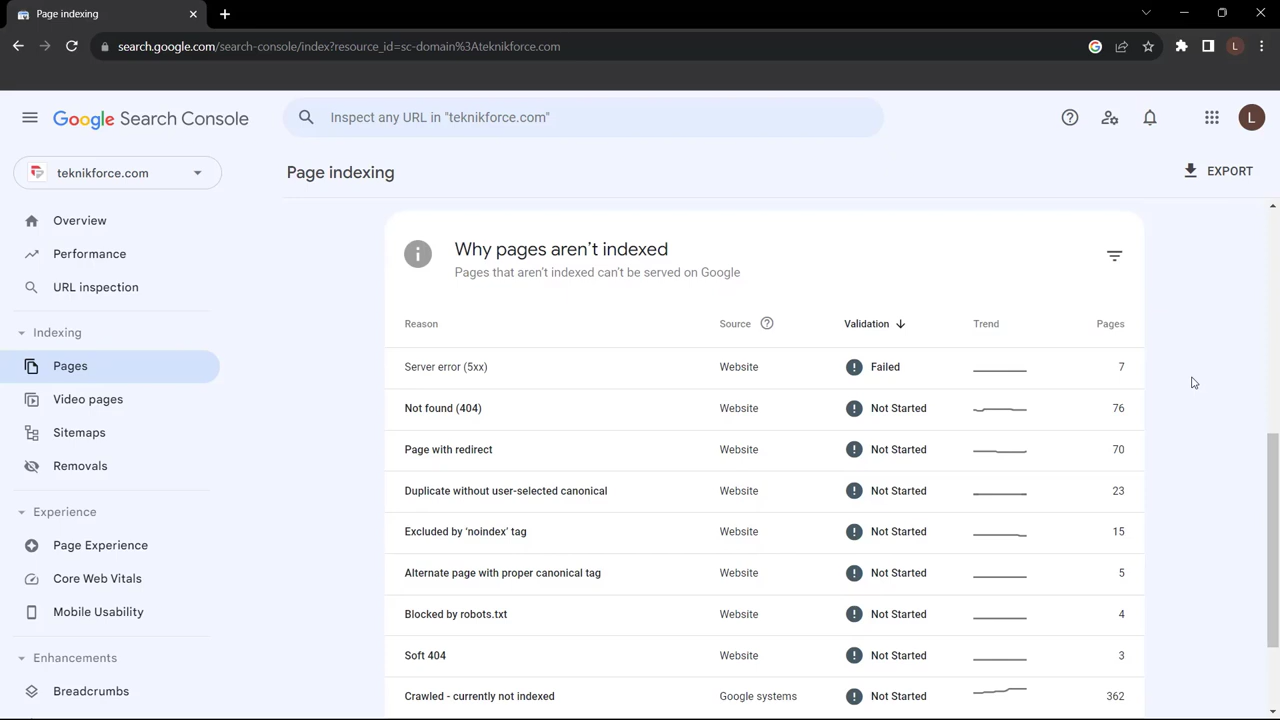 Page indexing
search.google.com/search-console/index?resource_id=sc-domain%3Ateknikforce.com
L
Google Search Console
Inspect any URL in "teknikforce.com"
L
teknikforce.com
Page indexing
EXPORT
Overview
Performance
URL inspection
Indexing
Pages
Video pages
Sitemaps
Removals
Experience
Page Experience
Core Web Vitals
Mobile Usability
Enhancements
Breadcrumbs
Why pages aren't indexed
Pages that aren't indexed can't be served on Google
Reason Source Validation Trend Pages
Server error (5xx) Website Failed 7
Not found (404) Website Not Started 76
Page with redirect Website Not Started 70
Duplicate without user-selected canonical Website Not Started 23
Excluded by 'noindex' tag Website Not Started 15
Alternate page with proper canonical tag Website Not Started 5
Blocked by robots.txt Website Not Started 4
Soft 404 Website Not Started 3
Crawled - currently not indexed Google systems Not Started 362